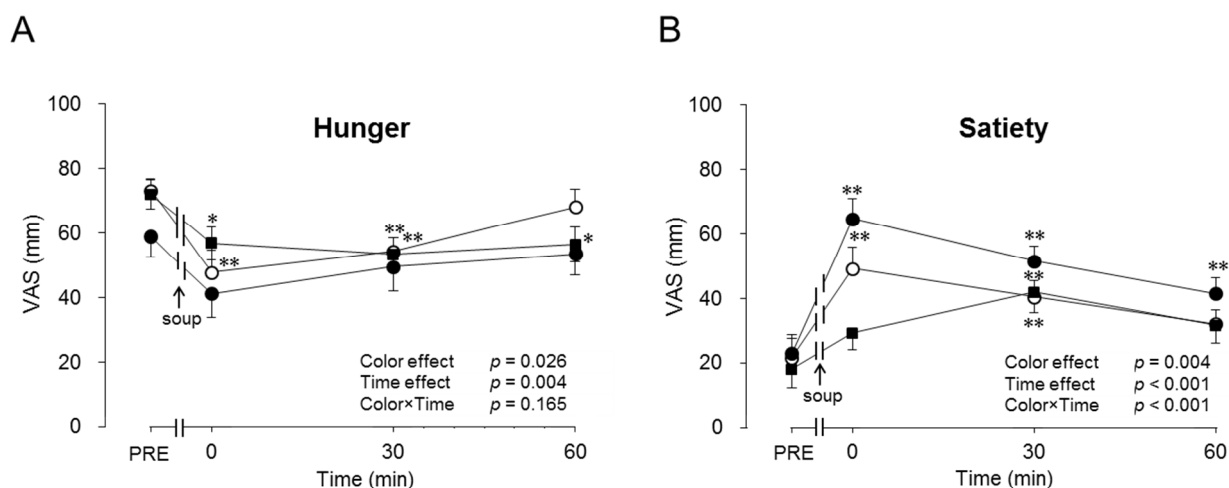 A
B
Hunger
Satiety
VAS (mm)
100
80
60
40
20
0
*
**
**
**
*
soup
Color effect p = 0.026
Time effect p = 0.004
Color×Time p = 0.165
PRE
0
30
60
Time (min)
VAS (mm)
100
80
60
40
20
0
**
**
**
**
**
**
soup
Color effect p = 0.004
Time effect p < 0.001
Color×Time p < 0.001
PRE
0
30
60
Time (min)